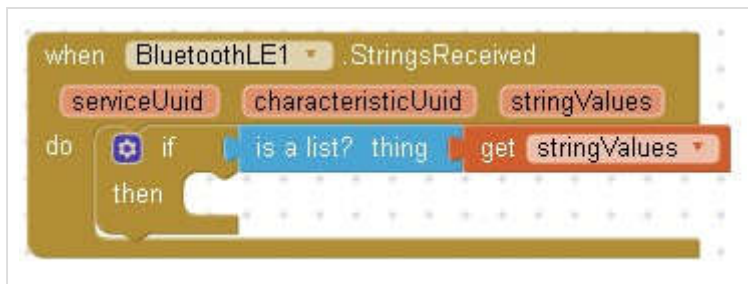 when BluetoothLE1 .StringsReceived
serviceUuid characteristicUuid stringValues
do if is a list? thing get stringValues
then